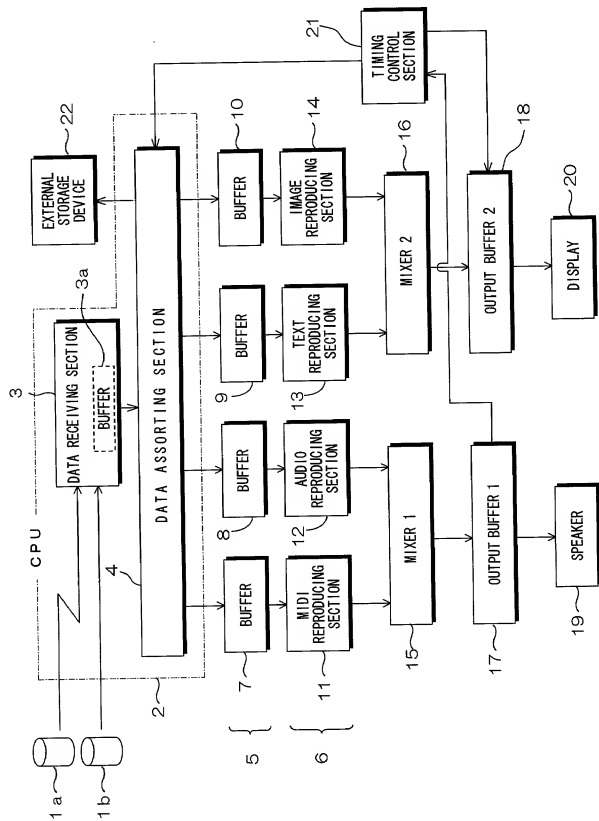 1a
1b
CPU
2
3
DATA RECEIVING SECTION
BUFFER
3a
EXTERNAL
STORAGE
DEVICE
22
4
DATA ASSORTING SECTION
5
7
BUFFER
8
BUFFER
9
BUFFER
BUFFER
10
6
11
MIDI
REPRODUCING
SECTION
12
AUDIO
REPRODUCING
SECTION
13
TEXT
REPRODUCING
SECTION
IMAGE
REPRODUCING
SECTION
14
TIMING
CONTROL
SECTION
21
15
MIXER 1
MIXER 2
16
17
OUTPUT BUFFER 1
OUTPUT BUFFER 2
18
19
SPEAKER
DISPLAY
20